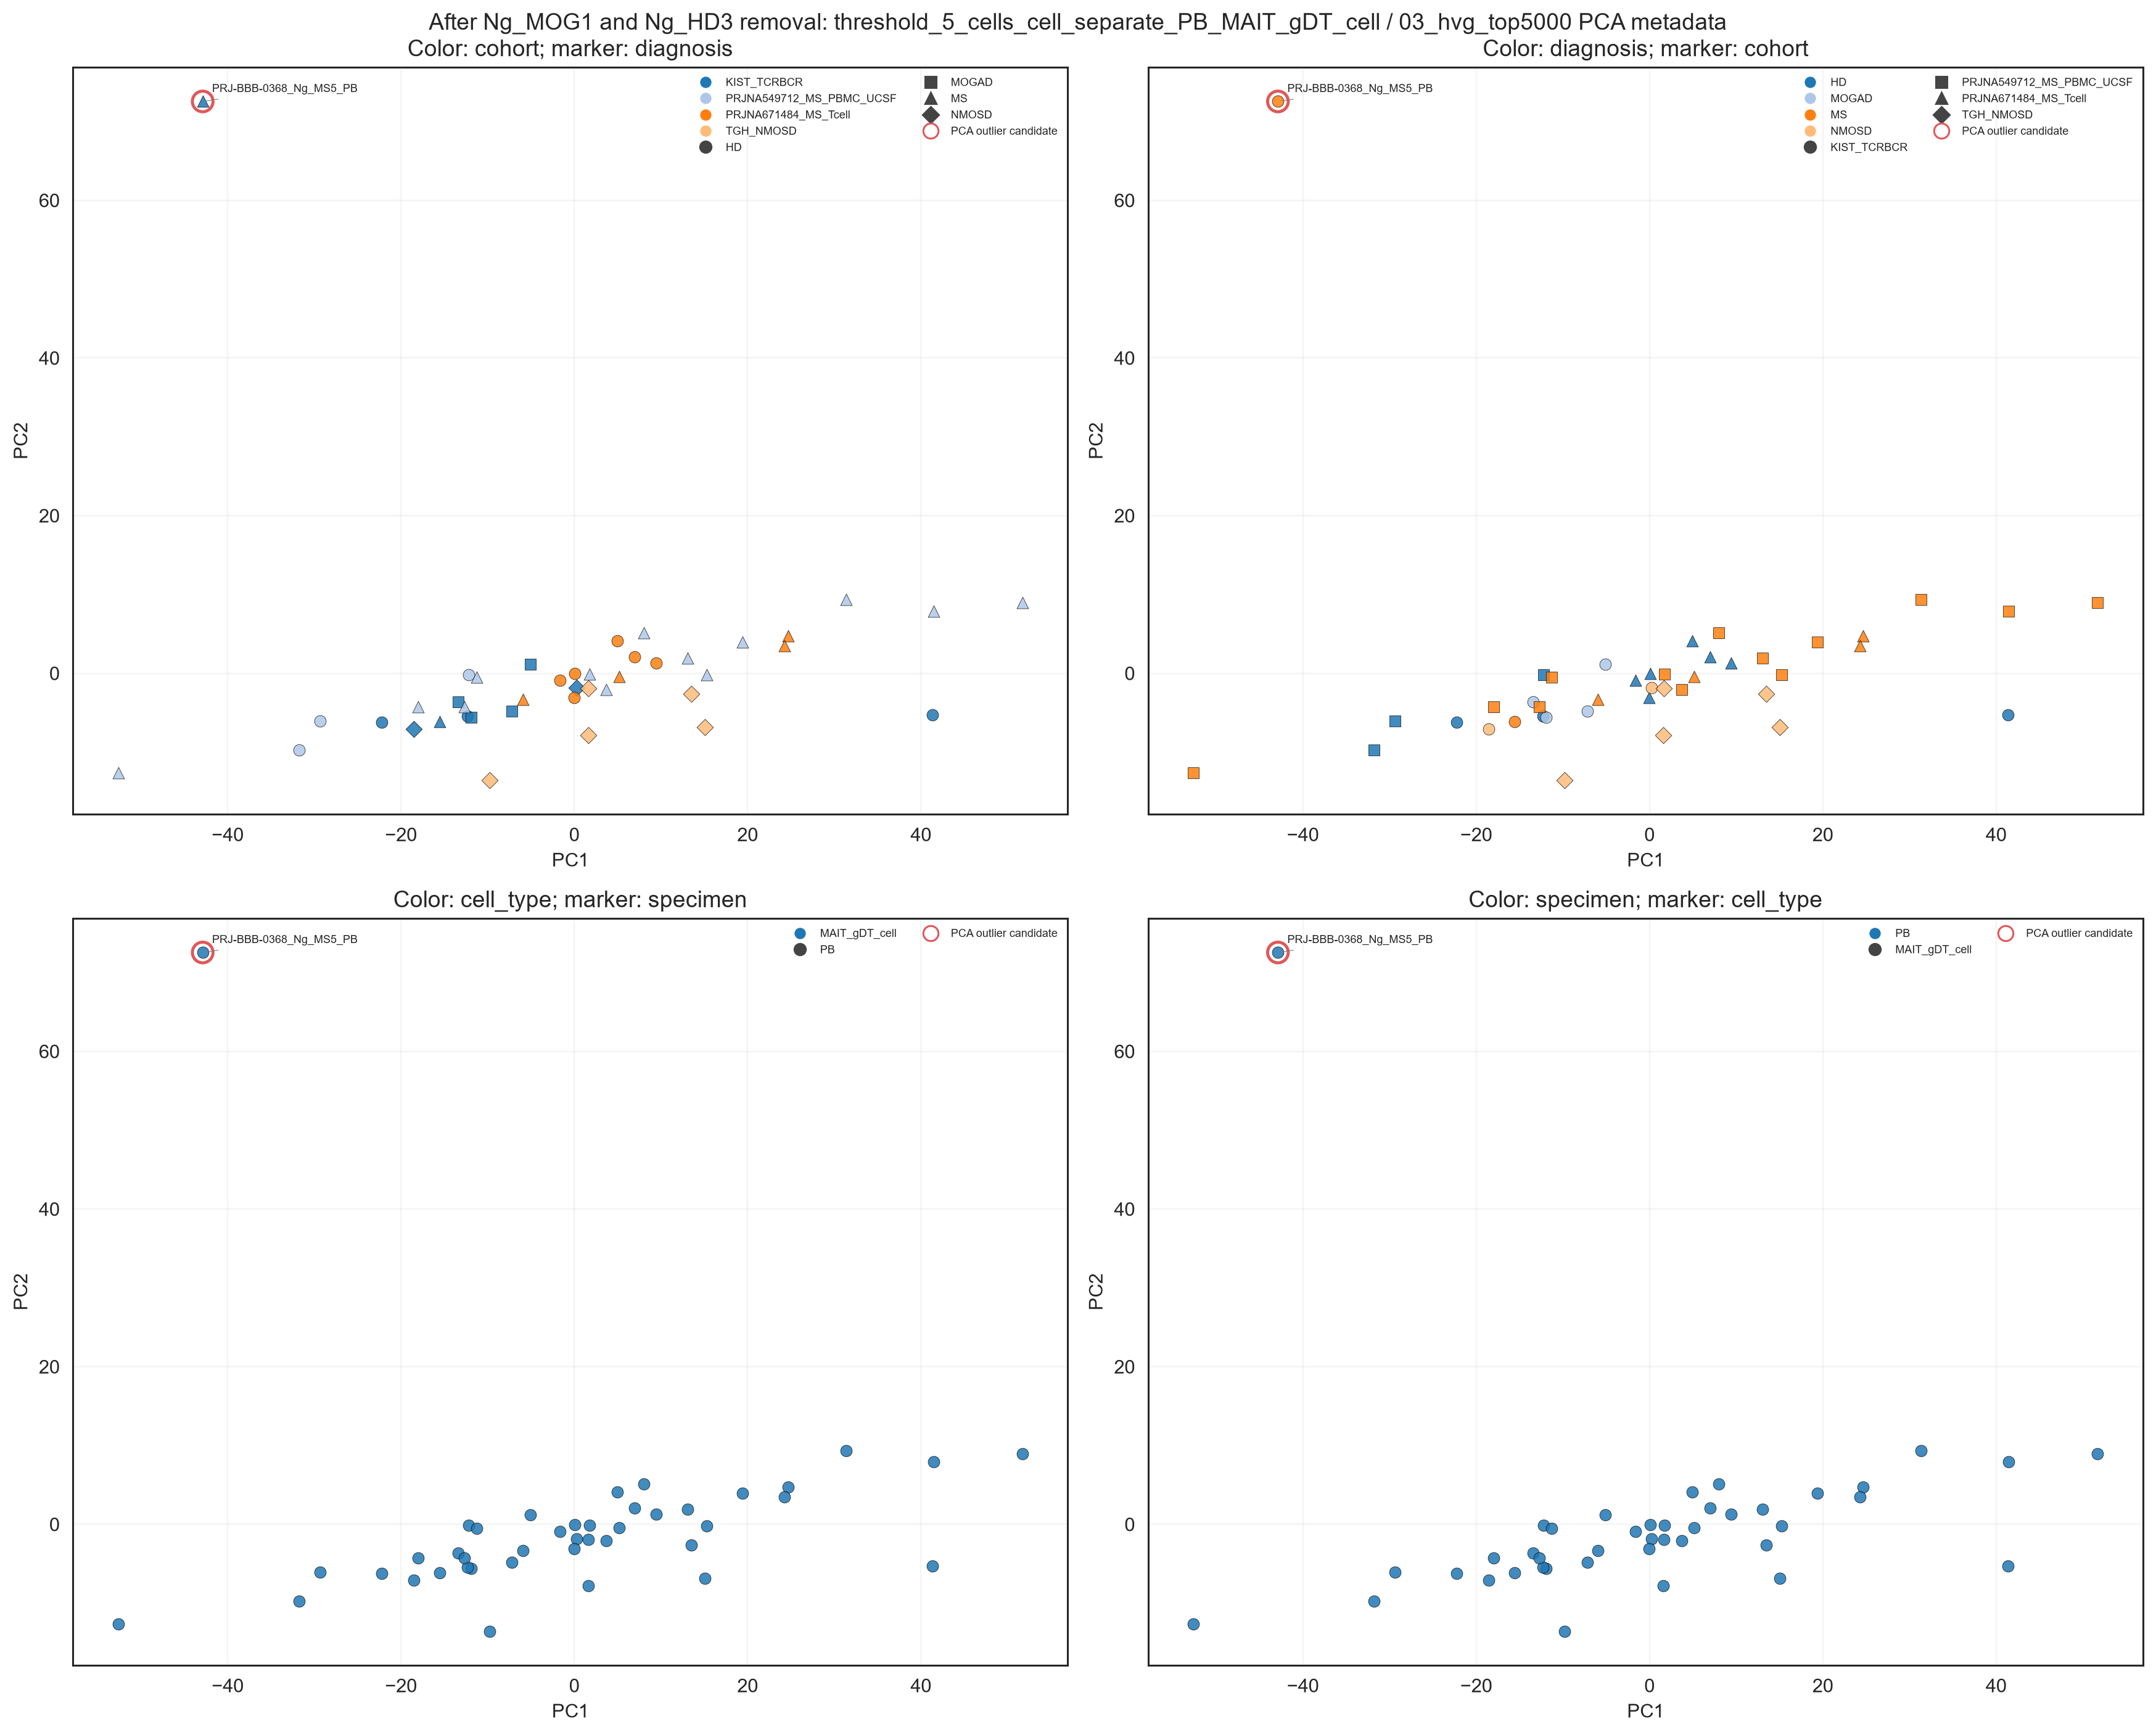 After Ng_MOG1 and Ng_HD3 removal: threshold_5_cells_cell_separate_PB_MAIT_gDT_cell / 03_hvg_top5000 PCA metadata
Color: cohort; marker: diagnosis
PRJ-BBB-0368_Ng_MS5_PB
KIST_TCRBCR
PRJNA549712_MS_PBMC_UCSF
PRJNA671484_MS_Tcell
TGH_NMOSD
HD
MOGAD
MS
NMOSD
PCA outlier candidate
60
40
20
0
PC2
−40
−20
0
20
40
PC1
Color: diagnosis; marker: cohort
PRJ-BBB-0368_Ng_MS5_PB
HD
MOGAD
MS
NMOSD
KIST_TCRBCR
PRJNA549712_MS_PBMC_UCSF
PRJNA671484_MS_Tcell
TGH_NMOSD
PCA outlier candidate
60
40
20
0
PC2
−40
−20
0
20
40
PC1
Color: cell_type; marker: specimen
PRJ-BBB-0368_Ng_MS5_PB
MAIT_gDT_cell
PB
PCA outlier candidate
60
40
20
0
PC2
−40
−20
0
20
40
PC1
Color: specimen; marker: cell_type
PRJ-BBB-0368_Ng_MS5_PB
PB
MAIT_gDT_cell
PCA outlier candidate
60
40
20
0
PC2
−40
−20
0
20
40
PC1